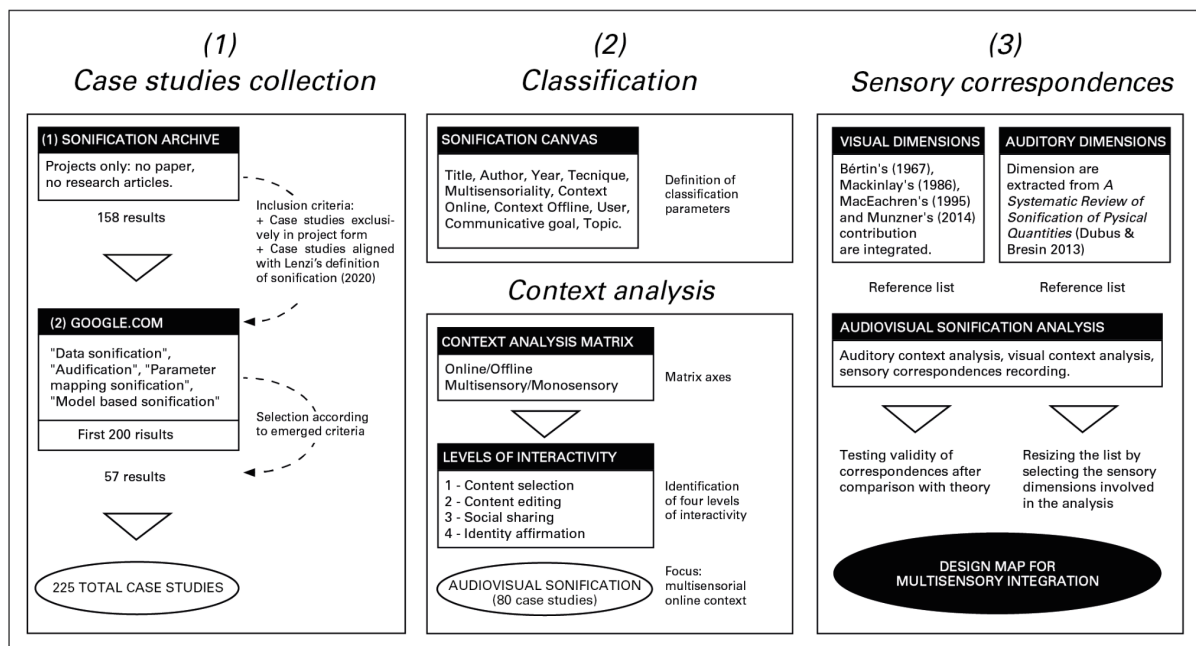 (1)
Case studies collection
(1) SONIFICATION ARCHIVE
Projects only: no paper,
no research articles.
158 results
Inclusion criteria:
+ Case studies exclusi-
vely in project form
+ Case studies aligned
with Lenzi's definition
of sonification (2020)
(2) GOOGLE.COM
"Data sonification",
"Audification", "Parameter
mapping sonification",
"Model based sonification"
First 200 risults
Selection according
to emerged criteria
57 results
225 TOTAL CASE STUDIES
(2)
Classification
SONIFICATION CANVAS
Title, Author, Year, Tecnique,
Multisensoriality, Context
Online, Context Offline, User,
Communicative goal, Topic.
Definition of
classification
parameters
Context analysis
CONTEXT ANALYSIS MATRIX
Online/Offline
Multisensory/Monosensory
Matrix axes
LEVELS OF INTERACTIVITY
1 - Content selection
2 - Content editing
3 - Social sharing
4 - Identity affirmation
Identification
of four levels
of interactivity
AUDIOVISUAL SONIFICATION
(80 case studies)
Focus:
multisensorial
online context
(3)
Sensory correspondences
VISUAL DIMENSIONS
Bértin's (1967),
Mackinlay's (1986),
MacEachren's (1995)
and Munzner's (2014)
contribution
are integrated.
Reference list
AUDITORY DIMENSIONS
Dimension are
extracted from A
Systematic Review of
Sonification of Pysical
Quantities (Dubus &
Bresin 2013)
Reference list
AUDIOVISUAL SONIFICATION ANALYSIS
Auditory context analysis, visual context analysis,
sensory correspondences recording.
Testing validity of
correspondences after
comparison with theory
Resizing the list by
selecting the sensory
dimensions involved
in the analysis
DESIGN MAP FOR
MULTISENSORY INTEGRATION